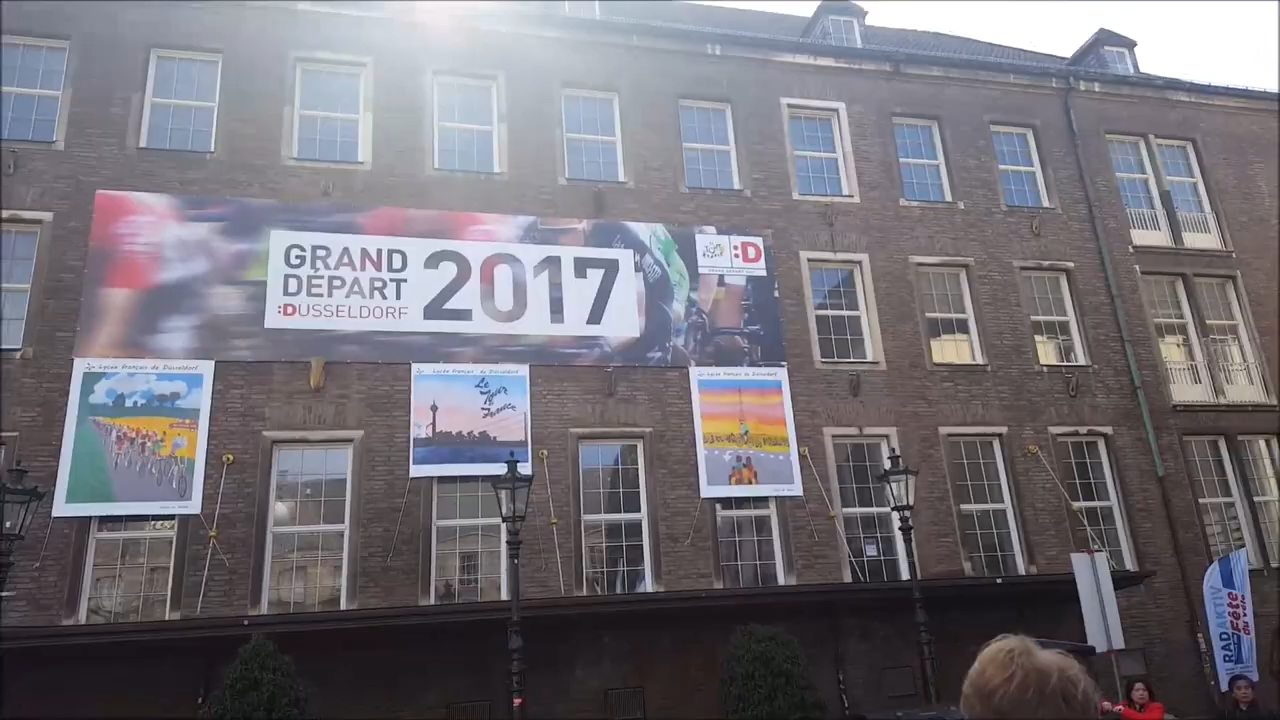 GRAND
DÉPART
:DÜSSELDORF
2017
:D
GRAND DÉPART
Lycée français de Düsseldorf
Lycée français de Düsseldorf
Le
Tour
de
France
Lycée français de Düsseldorf
RADAKTIV
Fête
du vélo